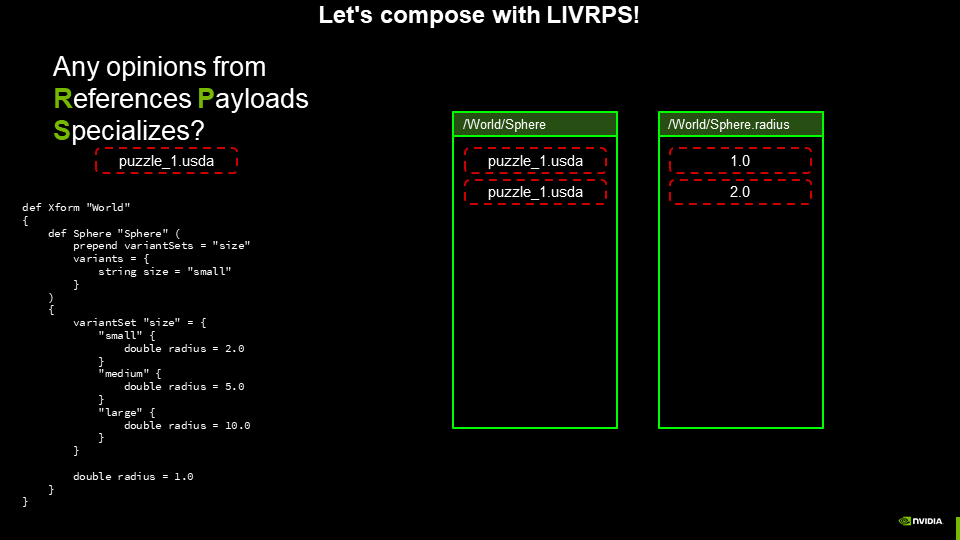 Let's compose with LIVRPS!
Any opinions from
References Payloads
Specializes?
puzzle_1.usda
def Xform "World"
{
    def Sphere "Sphere" (
        prepend variantSets = "size"
        variants = {
            string size = "small"
        }
    )
    {
        variantSet "size" = {
            "small" {
                double radius = 2.0
            }
            "medium" {
                double radius = 5.0
            }
            "large" {
                double radius = 10.0
            }
        }

        double radius = 1.0
    }
}
/World/Sphere
puzzle_1.usda
puzzle_1.usda
/World/Sphere.radius
1.0
2.0
NVIDIA.